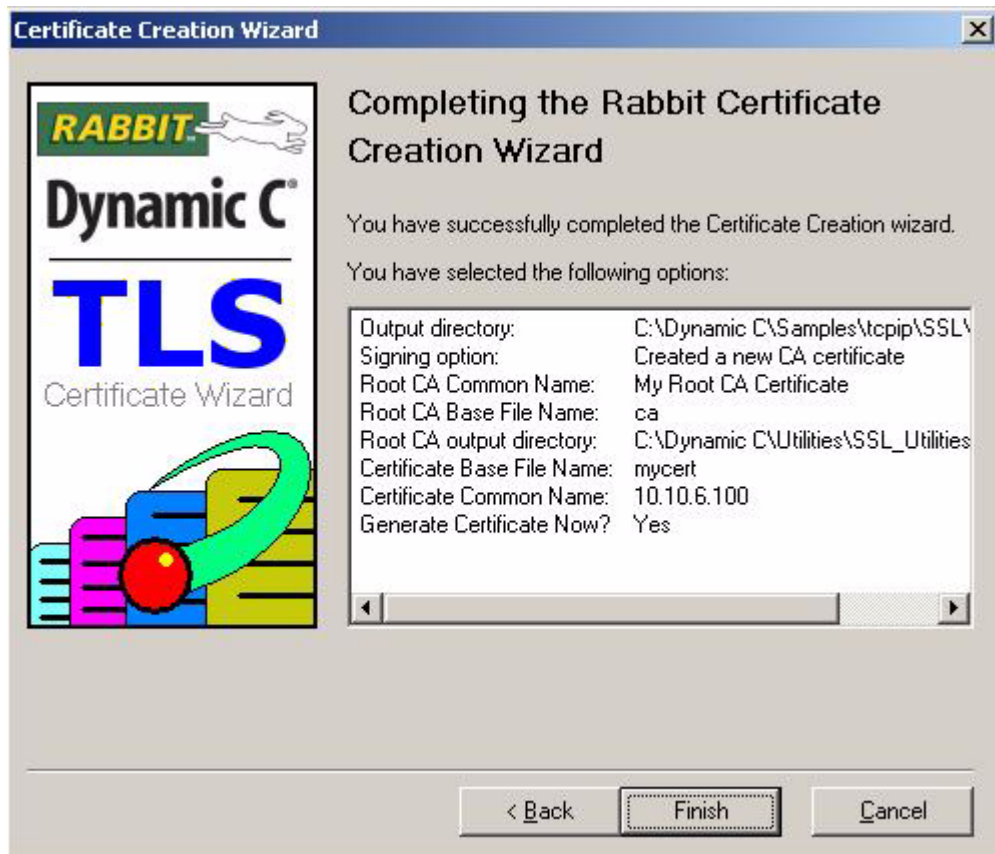 Certificate Creation Wizard
RABBIT
Dynamic C®
TLS
Certificate Wizard
Completing the Rabbit Certificate
Creation Wizard
You have successfully completed the Certificate Creation wizard.
You have selected the following options:
Output directory: C:\Dynamic C\Samples\tcpip\SSL\
Signing option: Created a new CA certificate
Root CA Common Name: My Root CA Certificate
Root CA Base File Name: ca
Root CA output directory: C:\Dynamic C\Utilities\SSL_Utilities
Certificate Base File Name: mycert
Certificate Common Name: 10.10.6.100
Generate Certificate Now? Yes
< Back
Finish
Cancel